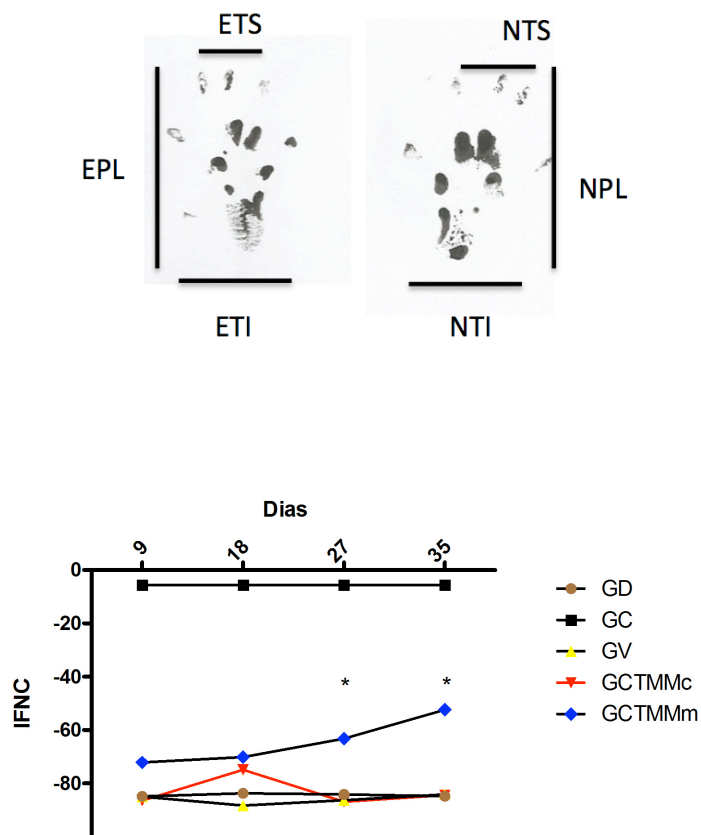 ETS
NTS
EPL
NPL
ETI
NTI
Dias
9 18 27 35
0
-20
-40
-60
-80
IFNC
* *
GD
GC
GV
GCTMMc
GCTMMm